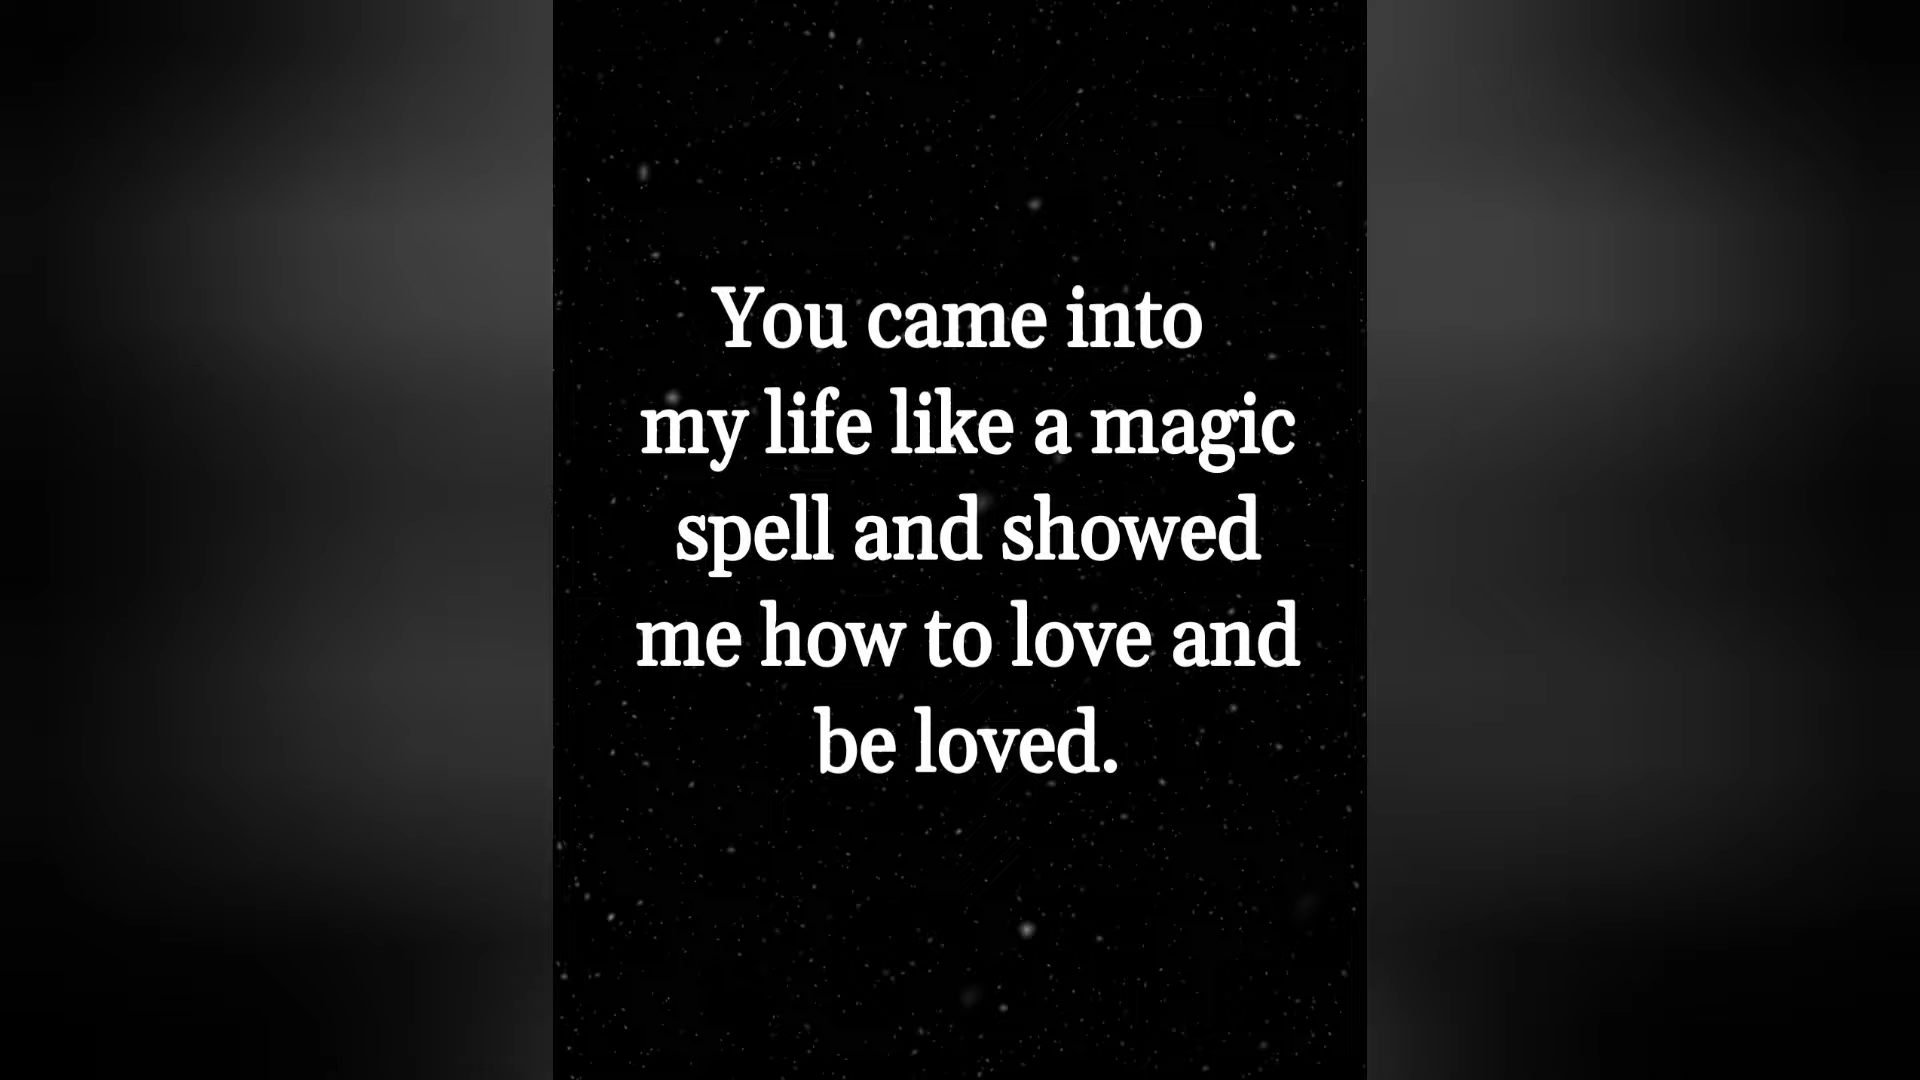 You came into
my life like a magic
spell and showed
me how to love and
be loved.